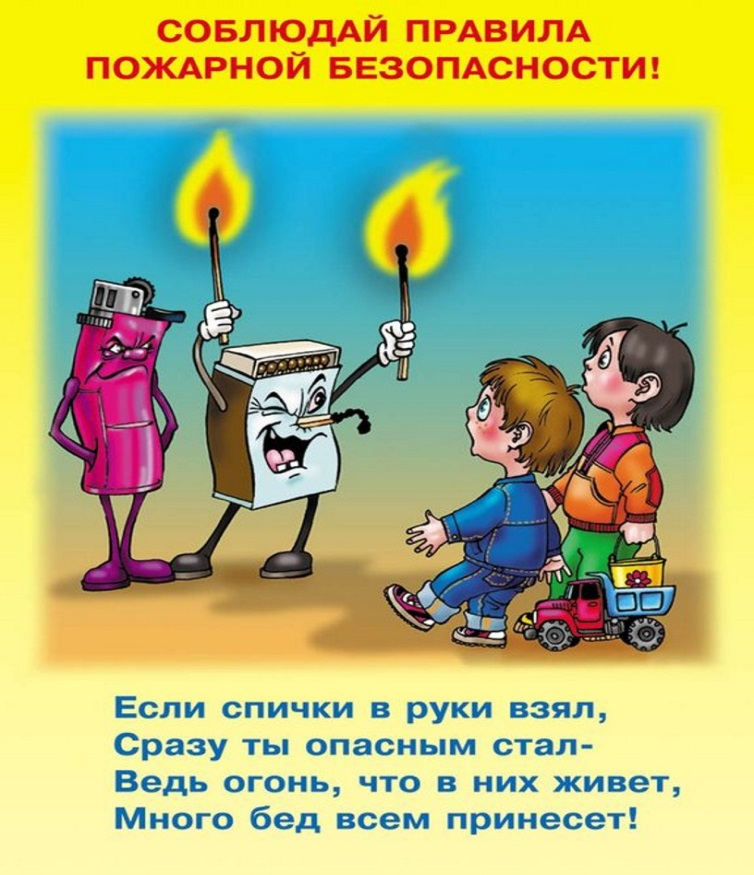 СОБЛЮДАЙ ПРАВИЛА
ПОЖАРНОЙ БЕЗОПАСНОСТИ!
Если спички в руки взял,
Сразу ты опасным стал-
Ведь огонь, что в них живет,
Много бед всем принесет!